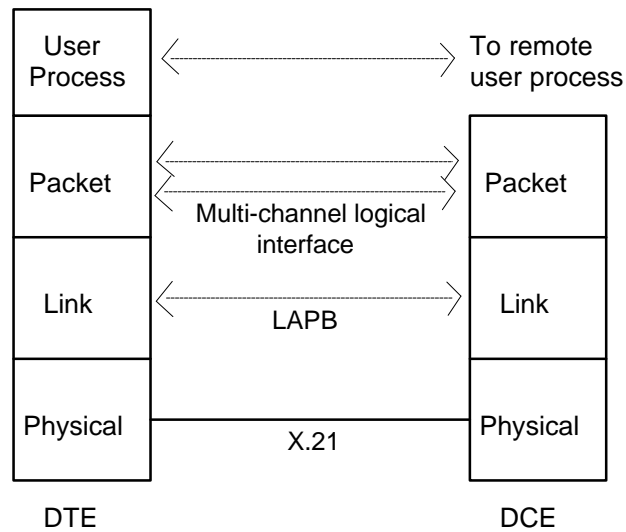 User
Process
To remote
user process
Packet
Packet
Multi-channel logical
interface
Link
LAPB
Link
Physical
X.21
Physical
DTE
DCE